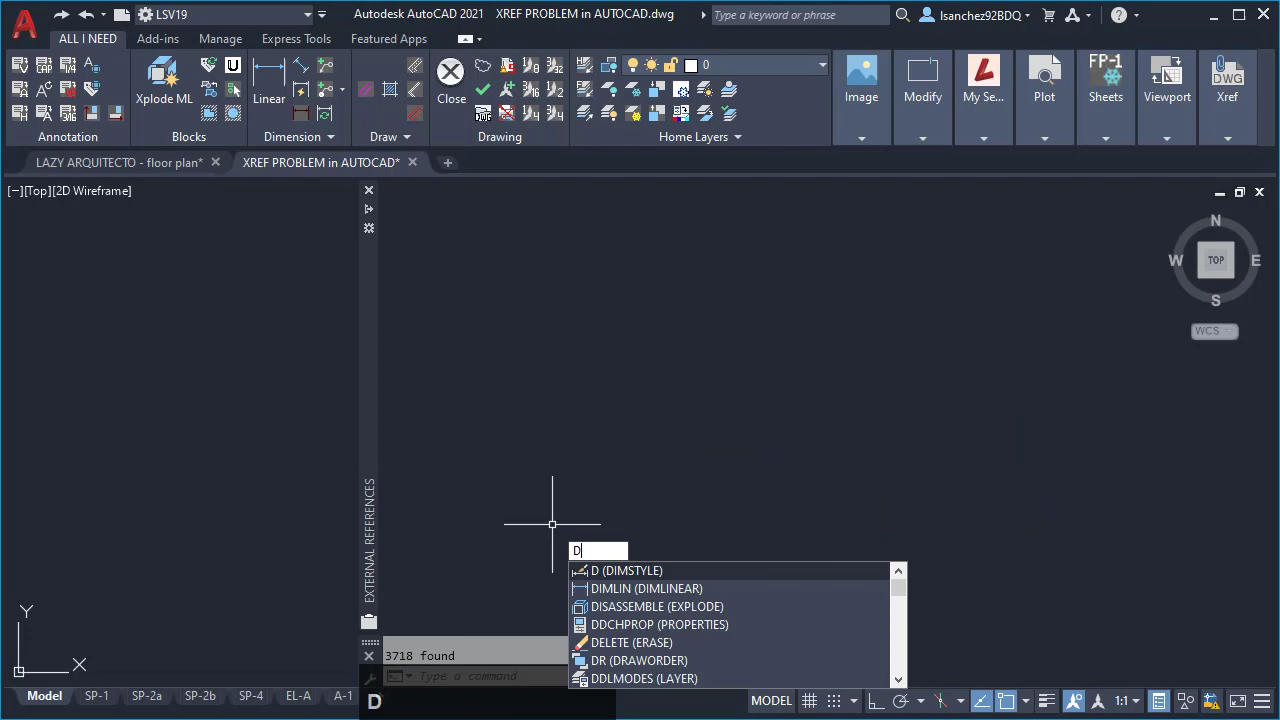 LSV19
Autodesk AutoCAD 2021 XREF PROBLEM in AUTOCAD.dwg
Type a keyword or phrase
lsanchez92BDQ
ALL I NEED
Add-ins
Manage
Express Tools
Featured Apps
Xplode ML
Linear
Close
0
Image
Modify
My Se...
Plot
FP-1
Sheets
Viewport
DWG
Xref
Annotation
Blocks
Dimension
Draw
Drawing
Home Layers
LAZY ARQUITECTO - floor plan*
XREF PROBLEM in AUTOCAD*
[−][Top][2D Wireframe]
N
W
TOP
E
S
WCS
EXTERNAL REFERENCES
D
D (DIMSTYLE)
DIMLIN (DIMLINEAR)
DISASSEMBLE (EXPLODE)
DDCHPROP (PROPERTIES)
DELETE (ERASE)
DR (DRAWORDER)
DDLMODES (LAYER)
Y
X
3718 found
Type a command
Model
SP-1
SP-2a
SP-2b
SP-4
EL-A
A-1
D
MODEL
1:1